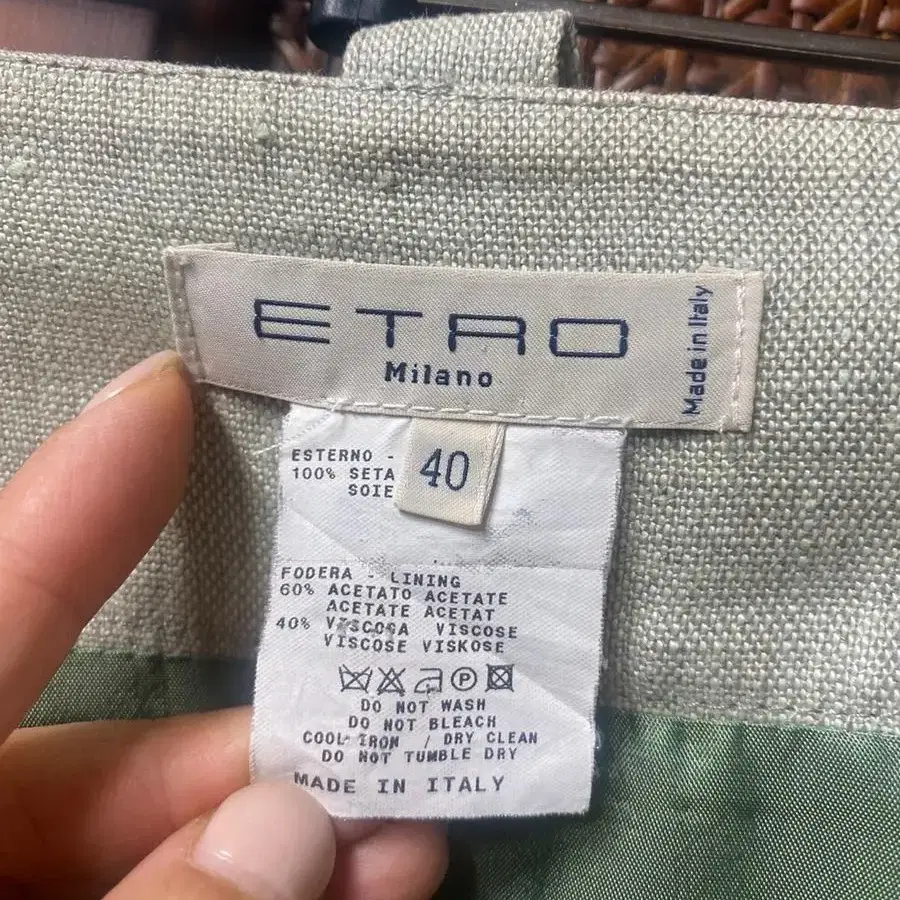 ETRO
Milano
Made in Italy
40
ESTERNO -
100% SETA
SOIE
FODERA - LINING
60% ACETATO ACETATE
ACETATE ACETAT
40% VISCOSA VISCOSE
VISCOSE VISKOSE
P
DO NOT WASH
DO NOT BLEACH
COOL IRON / DRY CLEAN
DO NOT TUMBLE DRY
MADE IN ITALY